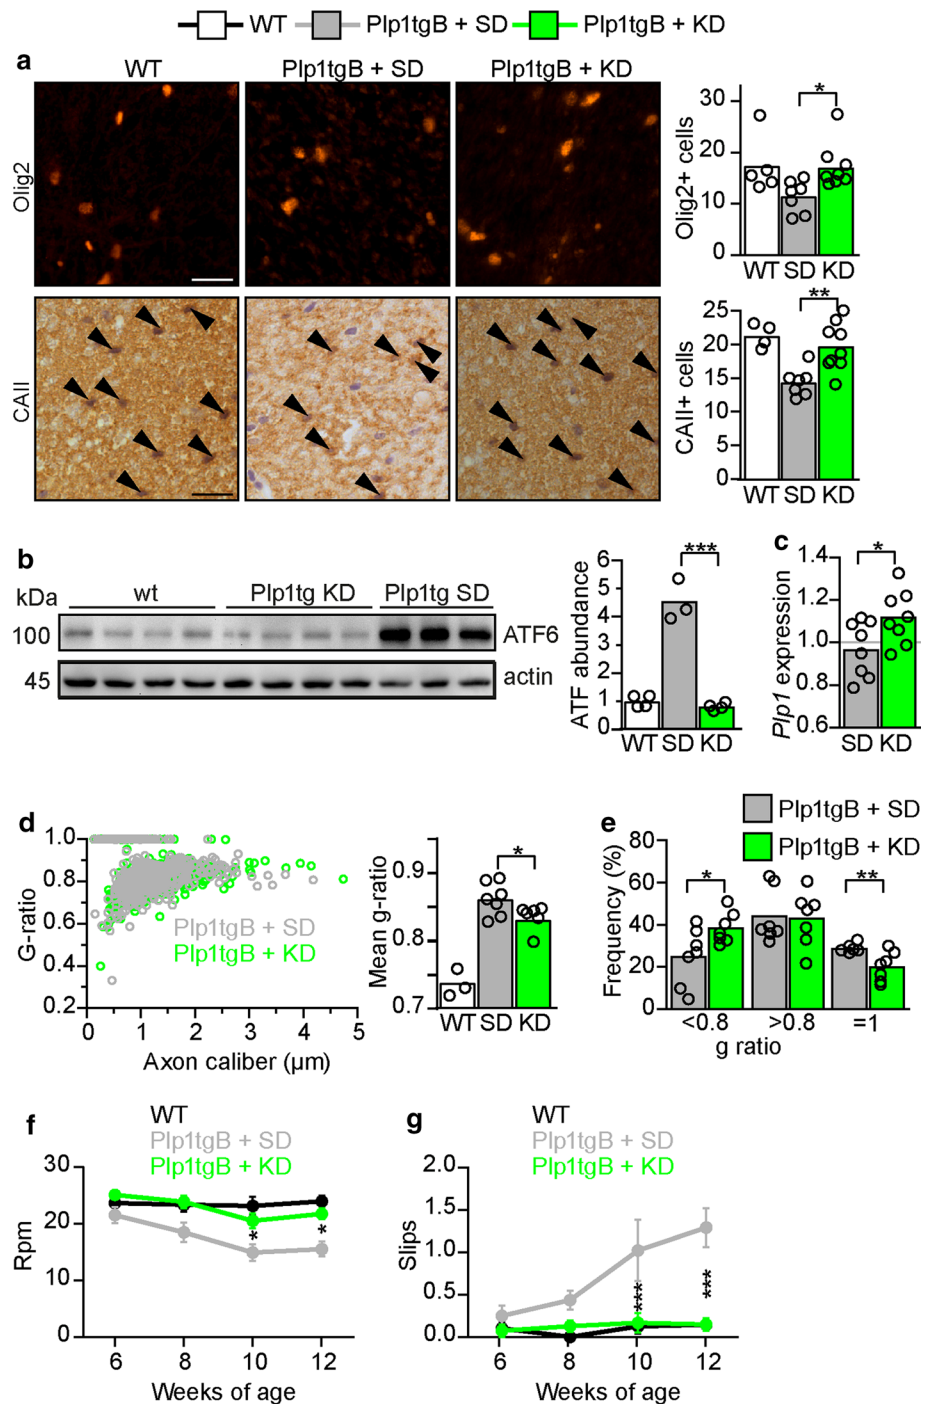 WT Plp1tgB + SD Plp1tgB + KD
a
WT Plp1tgB + SD Plp1tgB + KD
Olig2
Olig2+ cells
30
20
10
0
*
WT SD KD
CAII
CAII+ cells
25
20
15
10
5
0
**
WT SD KD
b
kDa wt Plp1tg KD Plp1tg SD
100 ATF6
45 actin
ATF abundance
6
5
4
3
2
1
0
***
WT SD KD
c
Plp1 expression
1.4
1.2
1.0
0.8
0.6
*
SD KD
d
G-ratio
1.0
0.8
0.6
0.4
0.2
Plp1tgB + SD
Plp1tgB + KD
0 1 2 3 4 5
Axon caliber (µm)
Mean g-ratio
0.9
0.8
0.7
*
WT SD KD
e
Plp1tgB + SD
Plp1tgB + KD
Frequency (%)
80
60
40
20
0
* **
<0.8 >0.8 =1
g ratio
f
WT
Plp1tgB + SD
Plp1tgB + KD
Rpm
30
20
10
0
* *
6 8 10 12
Weeks of age
g
WT
Plp1tgB + SD
Plp1tgB + KD
Slips
2.0
1.5
1.0
0.5
0.0
*** ***
6 8 10 12
Weeks of age